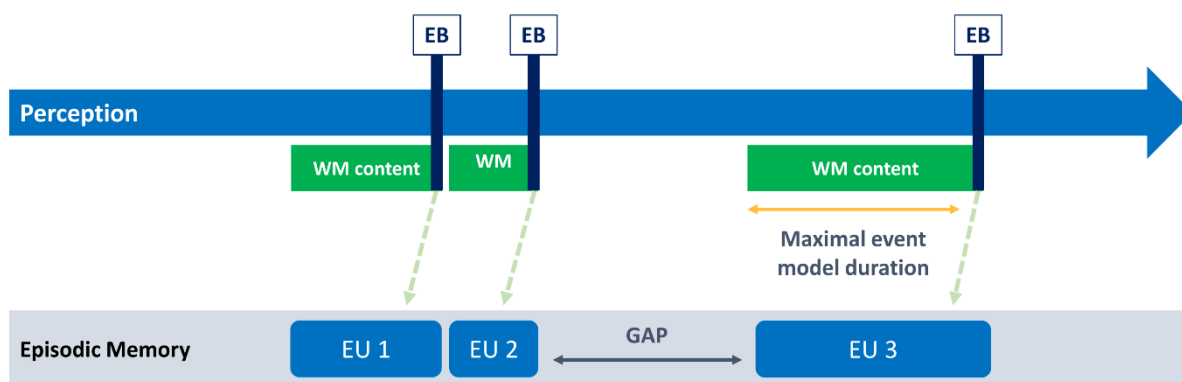 EB
EB
EB
Perception
WM content
WM
WM content
Maximal event
model duration
Episodic Memory
EU 1
EU 2
GAP
EU 3